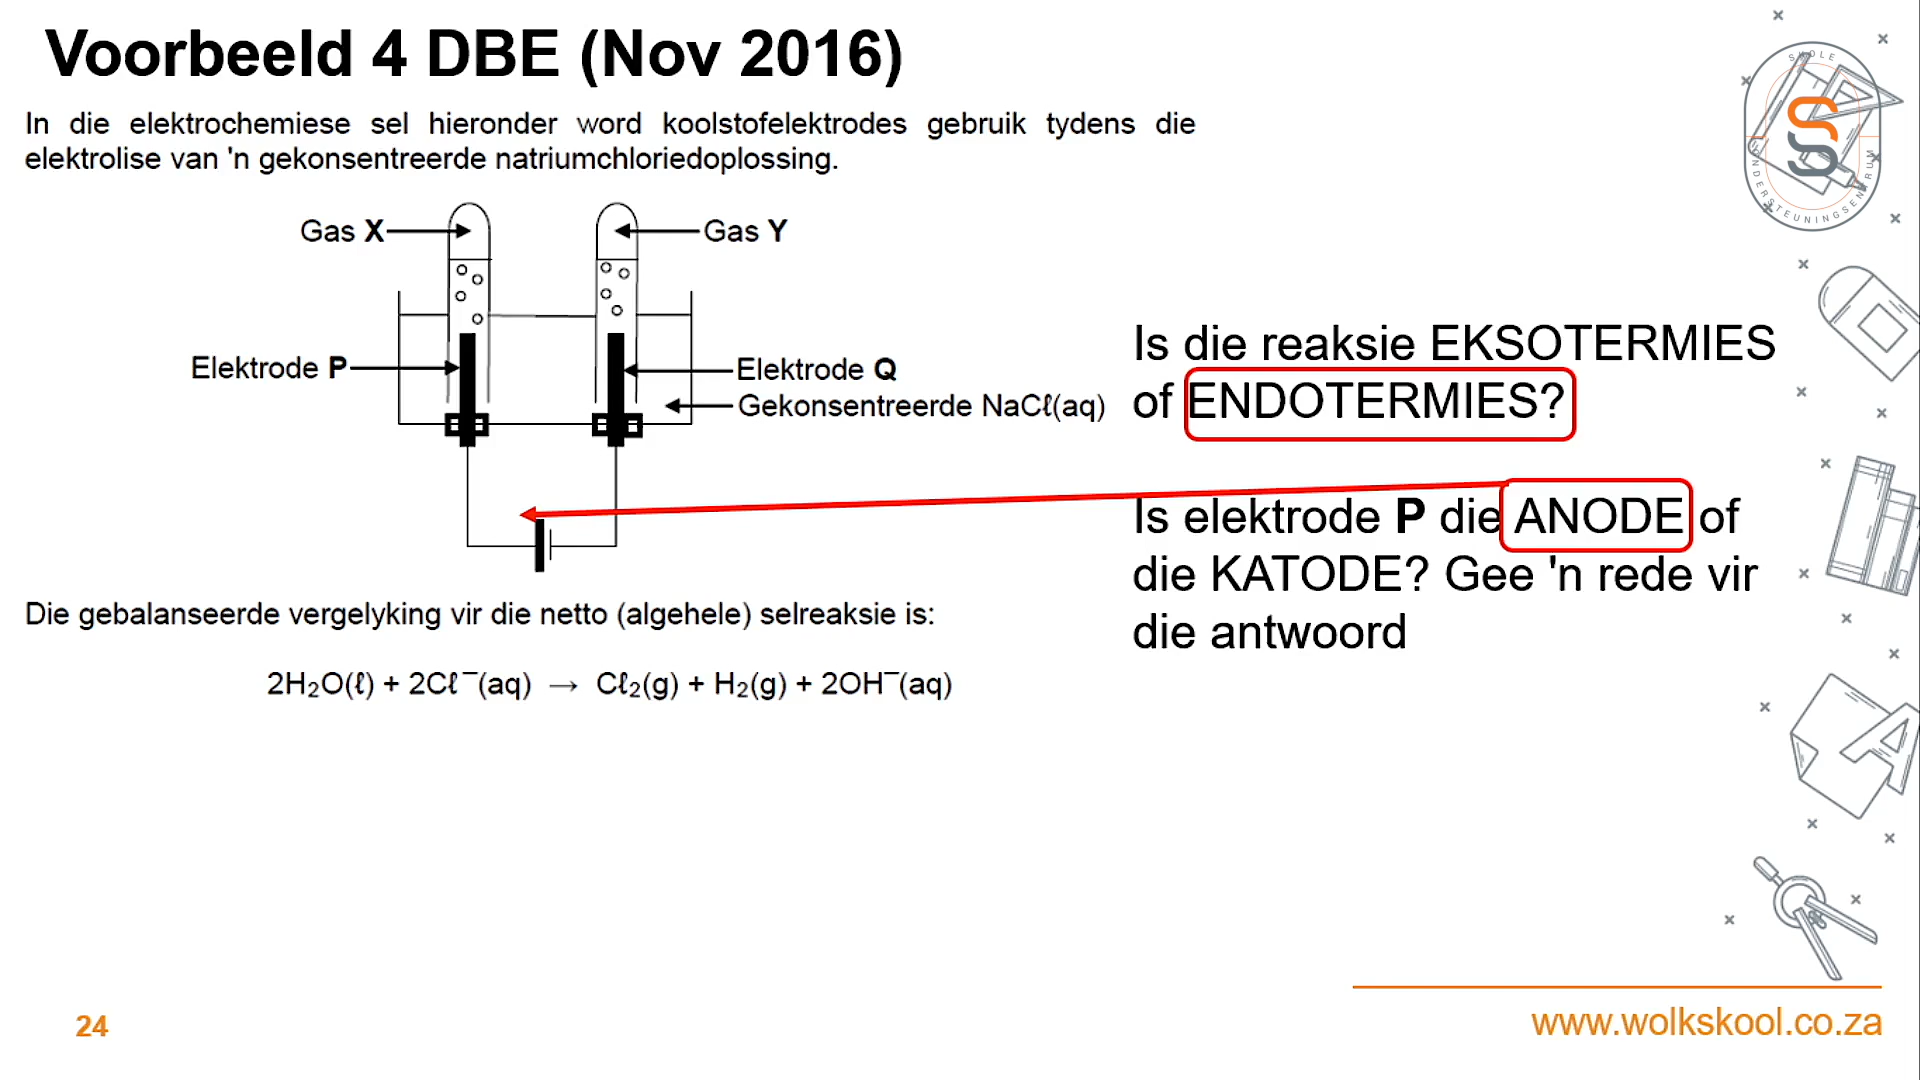 Voorbeeld 4 DBE (Nov 2016)
In die elektrochemiese sel hieronder word koolstofelektrodes gebruik tydens die
elektrolise van 'n gekonsentreerde natriumchloriedoplossing.
Gas X
Gas Y
Elektrode P
Elektrode Q
Gekonsentreerde NaCℓ(aq)
Is die reaksie EKSOTERMIES
of ENDOTERMIES?
Is elektrode P die ANODE of
die KATODE? Gee 'n rede vir
die antwoord
Die gebalanseerde vergelyking vir die netto (algehele) selreaksie is:
2H₂O(ℓ) + 2Cℓ⁻(aq) → Cℓ₂(g) + H₂(g) + 2OH⁻(aq)
SKOLE
ONDERSTEUNINGSENTRUM
24
www.wolkskool.co.za